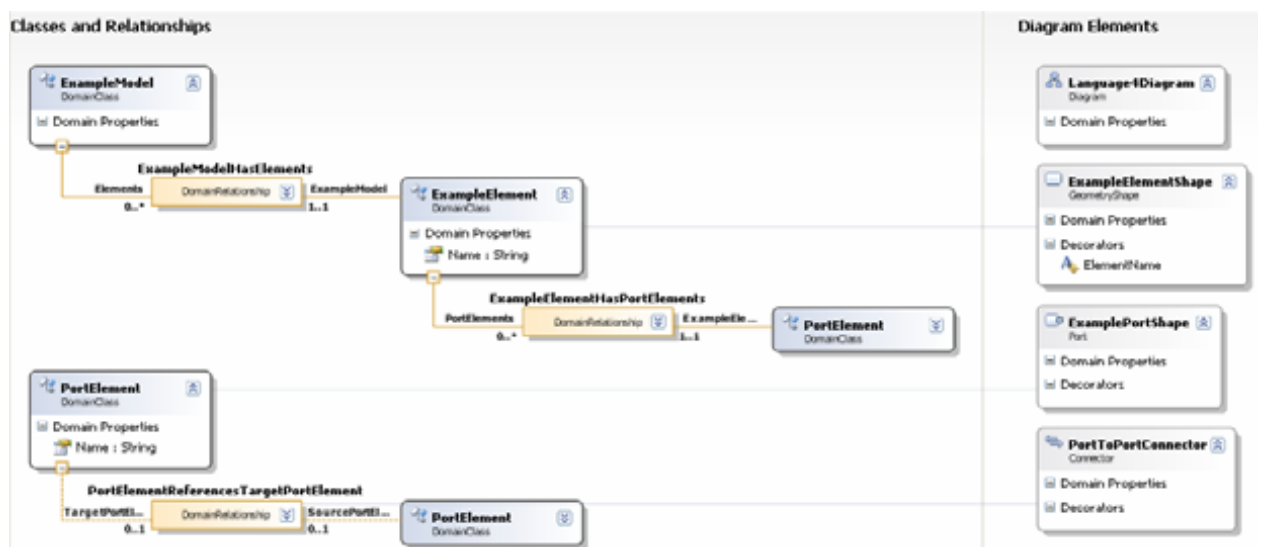 Classes and Relationships
Diagram Elements
ExampleModel
DomainClass
Domain Properties
ExampleModelHasElements
Elements
DomainRelationship
ExampleModel
0..*
1..1
ExampleElement
DomainClass
Domain Properties
Name : String
ExampleElementHasPortElements
PortElements
DomainRelationship
ExampleEle...
0..*
1..1
PortElement
DomainClass
PortElement
DomainClass
Domain Properties
Name : String
PortElementReferencesTargetPortElement
TargetPortEl...
DomainRelationship
SourcePortEl...
0..1
0..1
PortElement
DomainClass
Language4Diagram
Diagram
Domain Properties
ExampleElementShape
GeometryShape
Domain Properties
Decorators
ElementName
ExamplePortShape
Port
Domain Properties
Decorators
PortToPortConnector
Connector
Domain Properties
Decorators